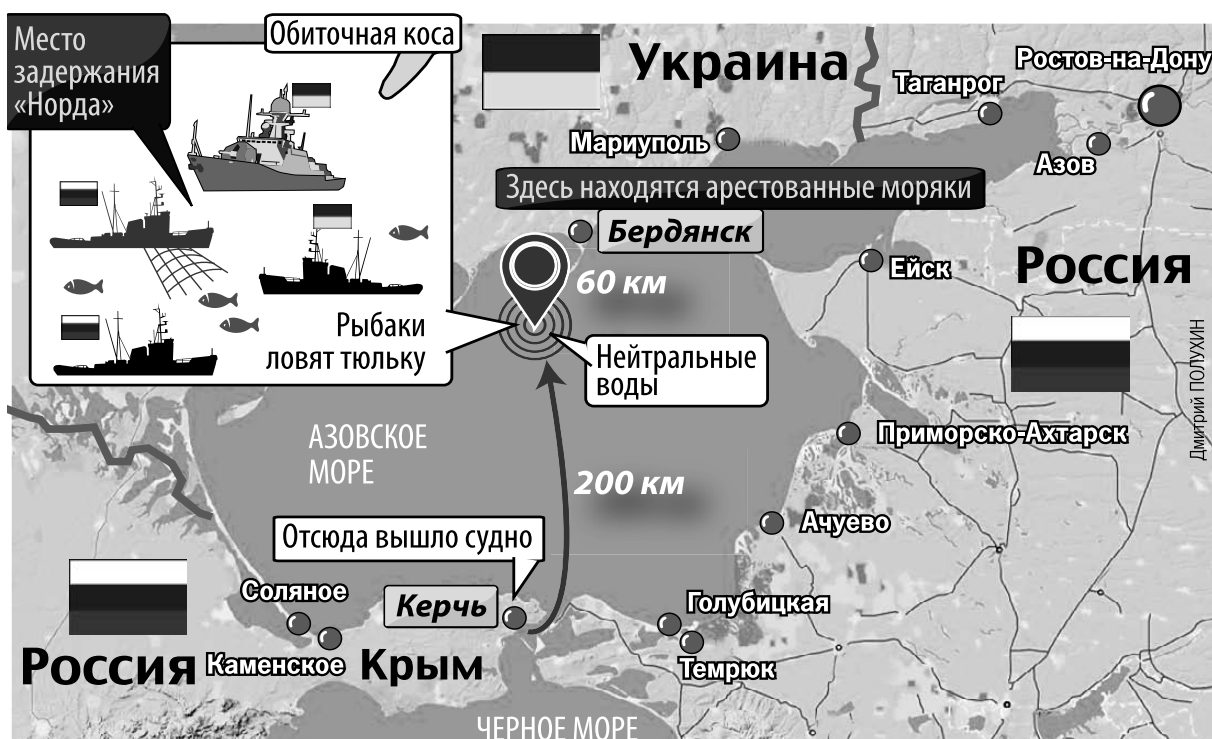 Место
задержания
«Норда»
Обиточная коса
Украина
Ростов-на-Дону
Таганрог
Мариуполь
Азов
Здесь находятся арестованные моряки
Бердянск
Ейск
Россия
60 км
Рыбаки
ловят тюльку
Нейтральные
воды
Дмитрий ПОЛУХИН
АЗОВСКОЕ
МОРЕ
Приморско-Ахтарск
200 км
Ачуево
Отсюда вышло судно
Соляное
Керчь
Голубицкая
Россия
Каменское
Крым
Темрюк
ЧЕРНОЕ МОРЕ